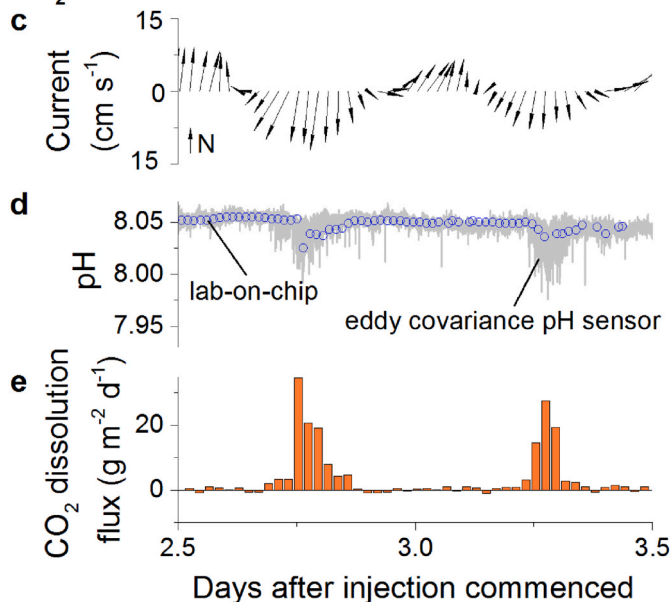 2
c
15
0
15
Current
(cm s⁻¹)
N
d
8.05
8.00
7.95
pH
lab-on-chip
eddy covariance pH sensor
e
20
0
CO₂ dissolution
flux (g m⁻² d⁻¹)
2.5 3.0 3.5
Days after injection commenced